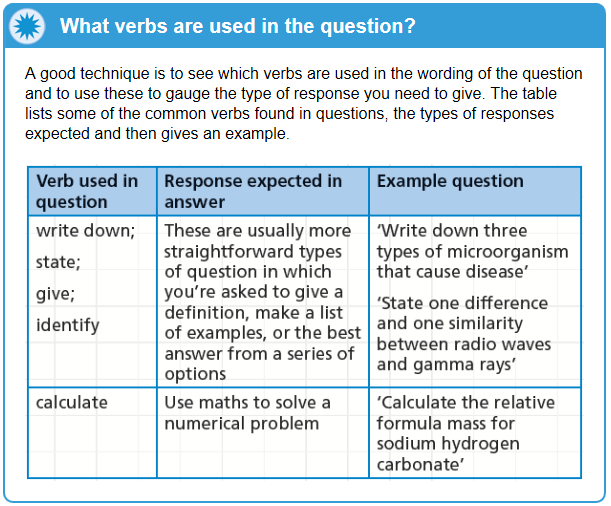 What verbs are used in the question?
A good technique is to see which verbs are used in the wording of the question
and to use these to gauge the type of response you need to give. The table
lists some of the common verbs found in questions, the types of responses
expected and then gives an example.
Verb used in
question
Response expected in
answer
Example question
write down;
state;
give;
identify
These are usually more
straightforward types
of question in which
you’re asked to give a
definition, make a list
of examples, or the best
answer from a series of
options
‘Write down three
types of microorganism
that cause disease’
‘State one difference
and one similarity
between radio waves
and gamma rays’
calculate
Use maths to solve a
numerical problem
‘Calculate the relative
formula mass for
sodium hydrogen
carbonate’